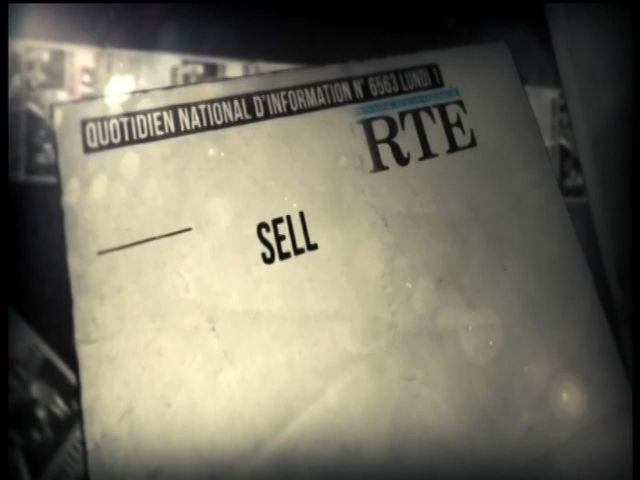 QUOTIDIEN NATIONAL D'INFORMATION N° 6563 LUNDI 1
RTE
SELL